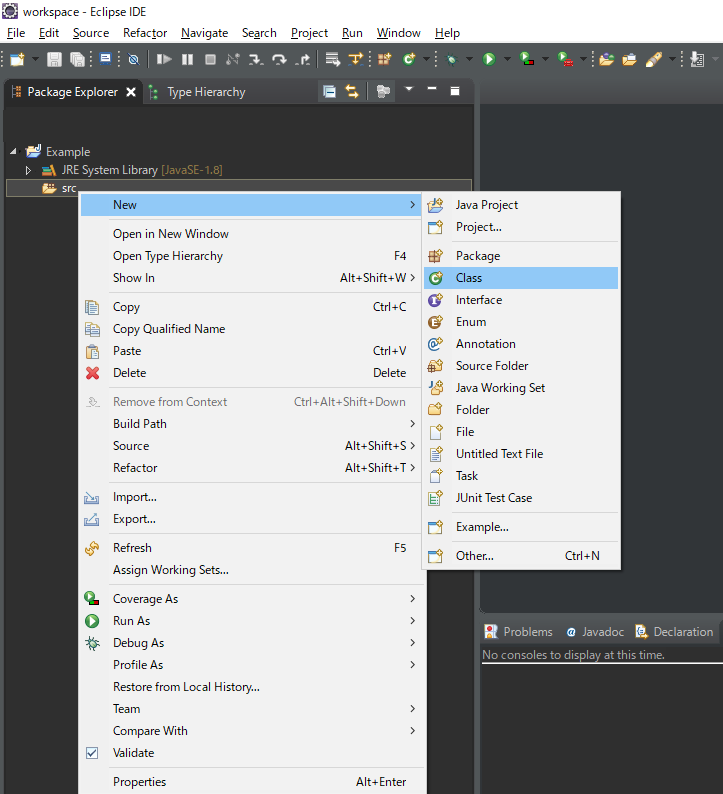 workspace - Eclipse IDE
File Edit Source Refactor Navigate Search Project Run Window Help
Package Explorer Type Hierarchy
Example
JRE System Library [JavaSE-1.8]
src
New
Open in New Window
Open Type Hierarchy F4
Show In Alt+Shift+W
Copy Ctrl+C
Copy Qualified Name
Paste Ctrl+V
Delete Delete
Remove from Context Ctrl+Alt+Shift+Down
Build Path
Source Alt+Shift+S
Refactor Alt+Shift+T
Import...
Export...
Refresh F5
Assign Working Sets...
Coverage As
Run As
Debug As
Profile As
Restore from Local History...
Team
Compare With
Validate
Properties Alt+Enter
Java Project
Project...
Package
Class
Interface
Enum
Annotation
Source Folder
Java Working Set
Folder
File
Untitled Text File
Task
JUnit Test Case
Example...
Other... Ctrl+N
Problems Javadoc Declaration
No consoles to display at this time.